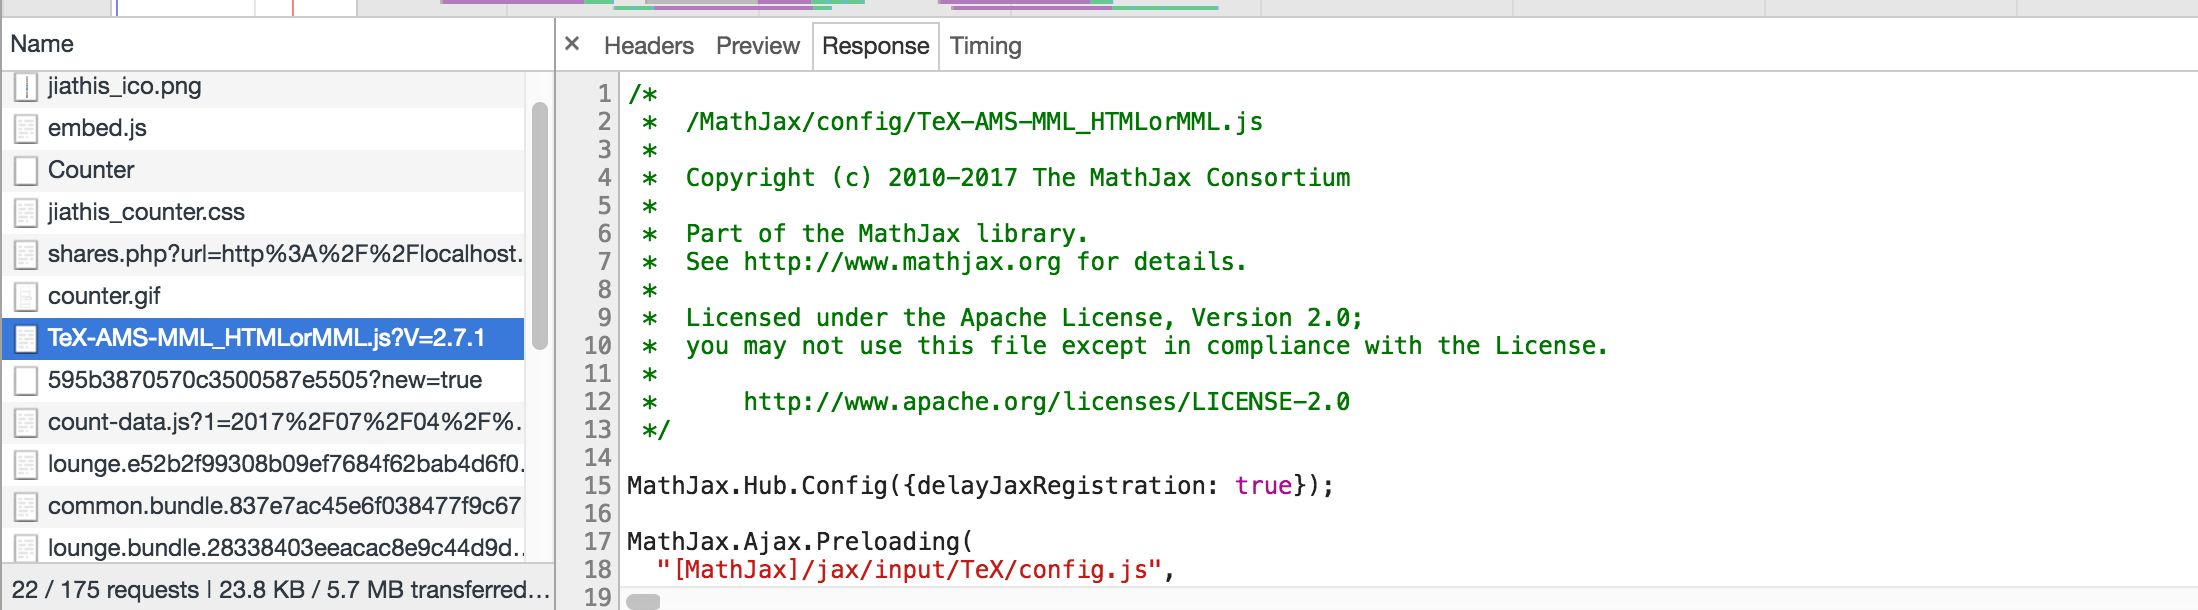 Name
jiathis_ico.png
embed.js
Counter
jiathis_counter.css
shares.php?url=http%3A%2F%2Flocalhost.
counter.gif
TeX-AMS-MML_HTMLorMML.js?V=2.7.1
595b3870570c3500587e5505?new=true
count-data.js?1=2017%2F07%2F04%2F%.
lounge.e52b2f99308b09ef7684f62bab4d6f0.
common.bundle.837e7ac45e6f038477f9c67
lounge.bundle.28338403eeacac8e9c44d9d..
22 / 175 requests | 23.8 KB / 5.7 MB transferred...
× Headers Preview Response Timing
1 /*
2  *  /MathJax/config/TeX-AMS-MML_HTMLorMML.js
3  *
4  *  Copyright (c) 2010-2017 The MathJax Consortium
5  *
6  *  Part of the MathJax library.
7  *  See http://www.mathjax.org for details.
8  *
9  *  Licensed under the Apache License, Version 2.0;
10  *  you may not use this file except in compliance with the License.
11  *
12  *      http://www.apache.org/licenses/LICENSE-2.0
13  */
14
15 MathJax.Hub.Config({delayJaxRegistration: true});
16
17 MathJax.Ajax.Preloading(
18   "[MathJax]/jax/input/TeX/config.js",
19